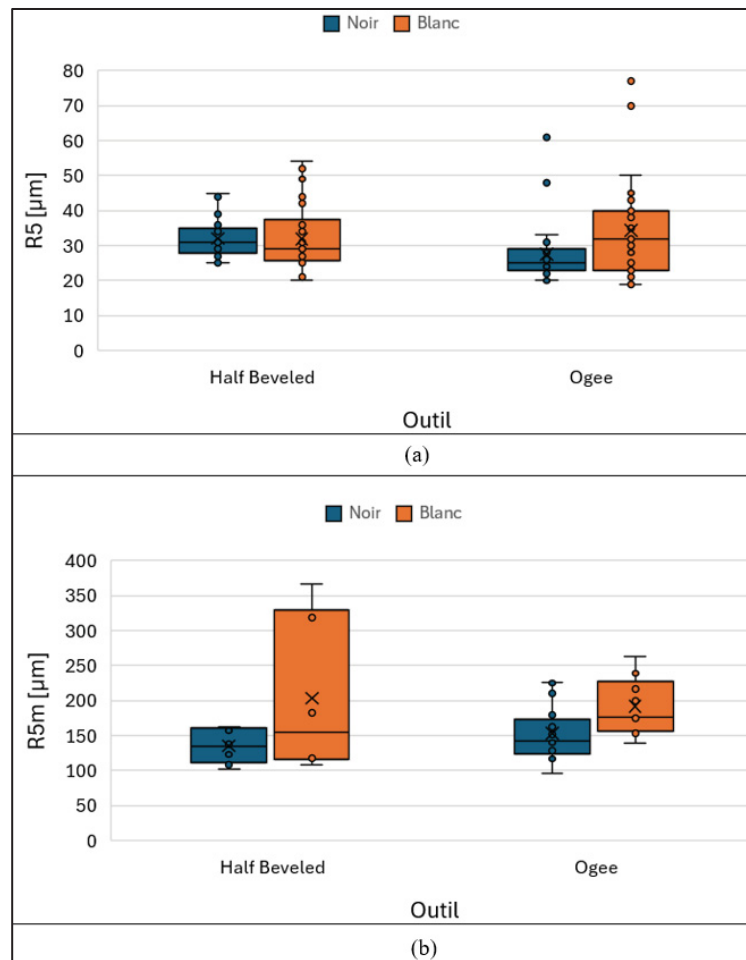 Noir Blanc
80
70
60
50
40
30
20
10
0
R5 [µm]
Half Beveled Ogee
Outil
(a)
Noir Blanc
400
350
300
250
200
150
100
50
0
R5m [µm]
Half Beveled Ogee
Outil
(b)